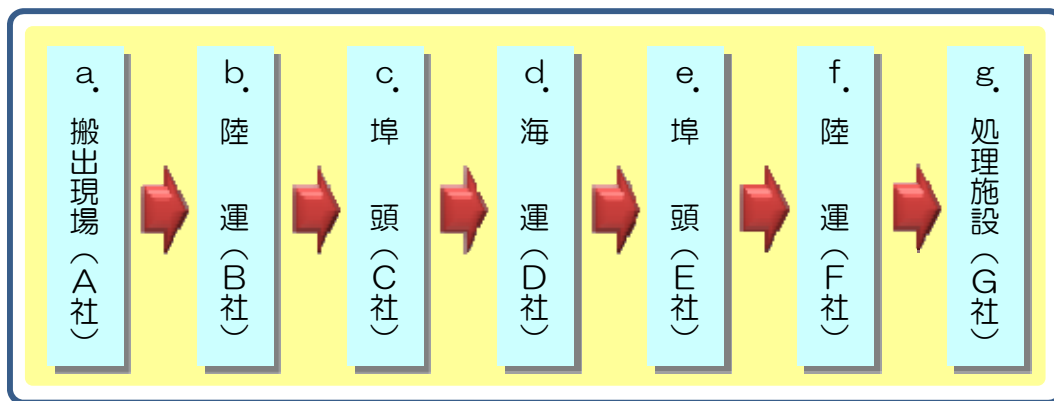 a．搬出現場（A社）
b．陸　運（B社）
c．埠　頭（C社）
d．海　運（D社）
e．埠　頭（E社）
f．陸　運（F社）
g．処理施設（G社）